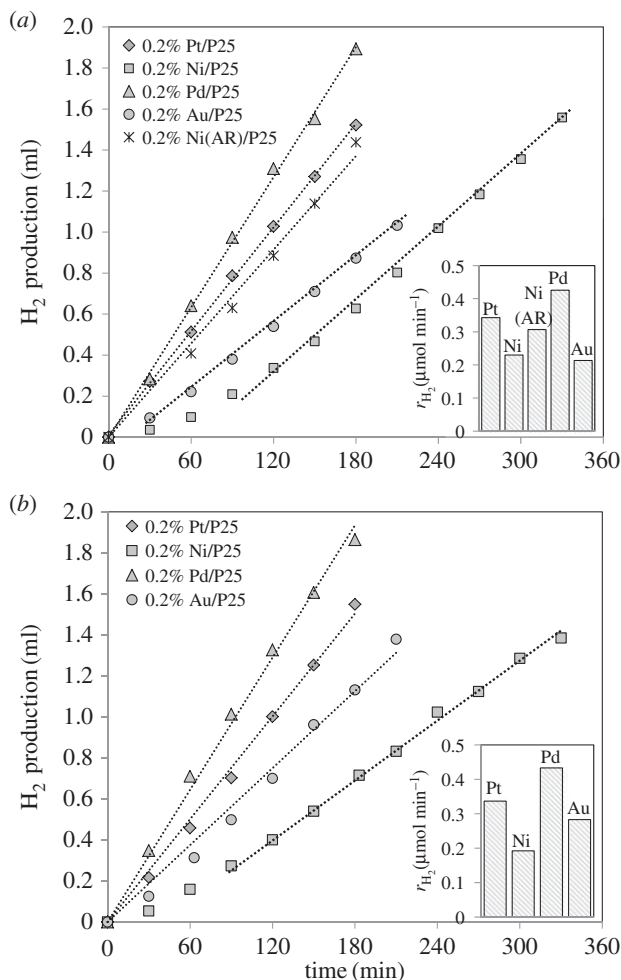 (a)
2.0
1.8
1.6
1.4
1.2
1.0
0.8
0.6
0.4
0.2
0
H₂ production (ml)
0.2% Pt/P25
0.2% Ni/P25
0.2% Pd/P25
0.2% Au/P25
0.2% Ni(AR)/P25
0.5
0.4
0.3
0.2
0.1
0
r_H₂ (μmol min⁻¹)
Pt
Ni
Ni
(AR)
Pd
Au
0 60 120 180 240 300 360
(b)
2.0
1.8
1.6
1.4
1.2
1.0
0.8
0.6
0.4
0.2
0
H₂ production (ml)
0.2% Pt/P25
0.2% Ni/P25
0.2% Pd/P25
0.2% Au/P25
0.5
0.4
0.3
0.2
0.1
0
r_H₂ (μmol min⁻¹)
Pt
Ni
Pd
Au
0 60 120 180 240 300 360
time (min)